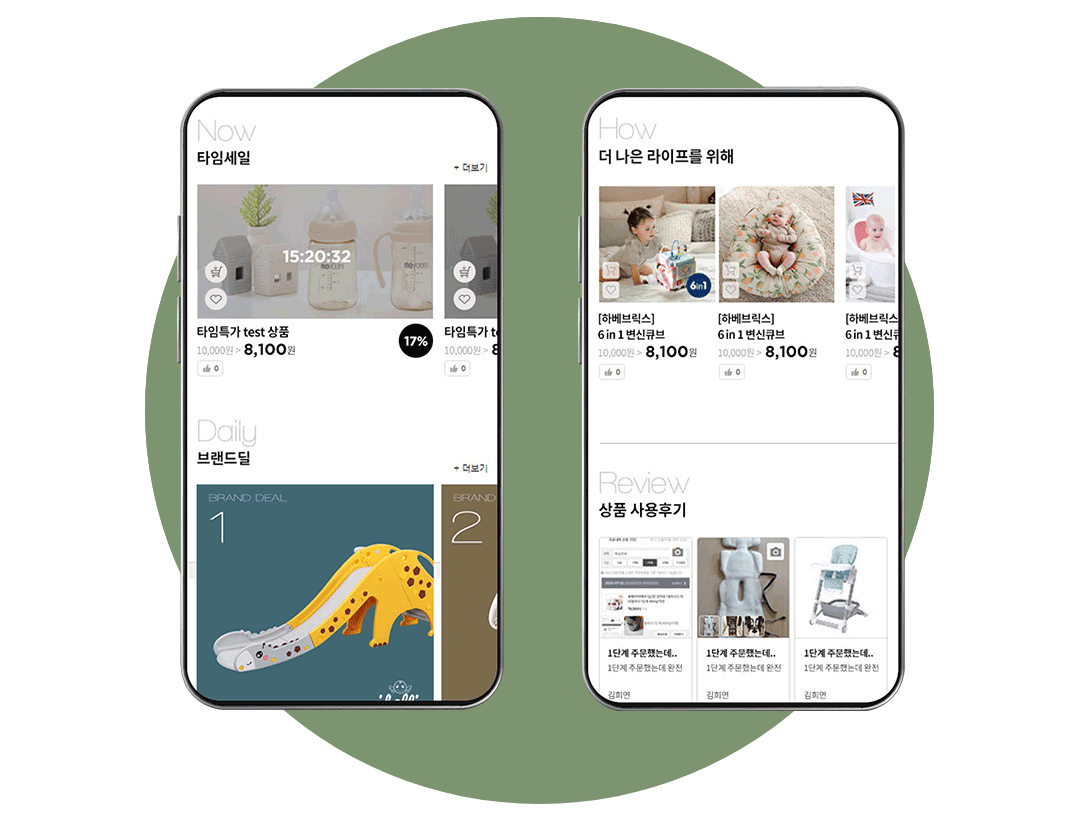 Now
타임세일
+ 더보기
15:20:32
타임특가 test 상품
10,000원 > 8,100원
17%
0
타임특가 t
10,000원 >
0
Daily
브랜드딜
+ 더보기
BRAND DEAL
1
BRAND
2
How
더 나은 라이프를 위해
6in1
[하베브릭스]
6 in 1 변신큐브
10,000원 > 8,100원
0
[하베브릭스]
6 in 1 변신큐브
10,000원 > 8,100원
0
[하베브릭스]
6 in 1 변신큐
10,000원 >
0
Review
상품 사용후기
1단계 주문했는데..
1단계 주문했는데 완전
김희연
1단계 주문했는데..
1단계 주문했는데 완전
김희연
1단계 주문했는데..
1단계 주문했는데 완전
김희연